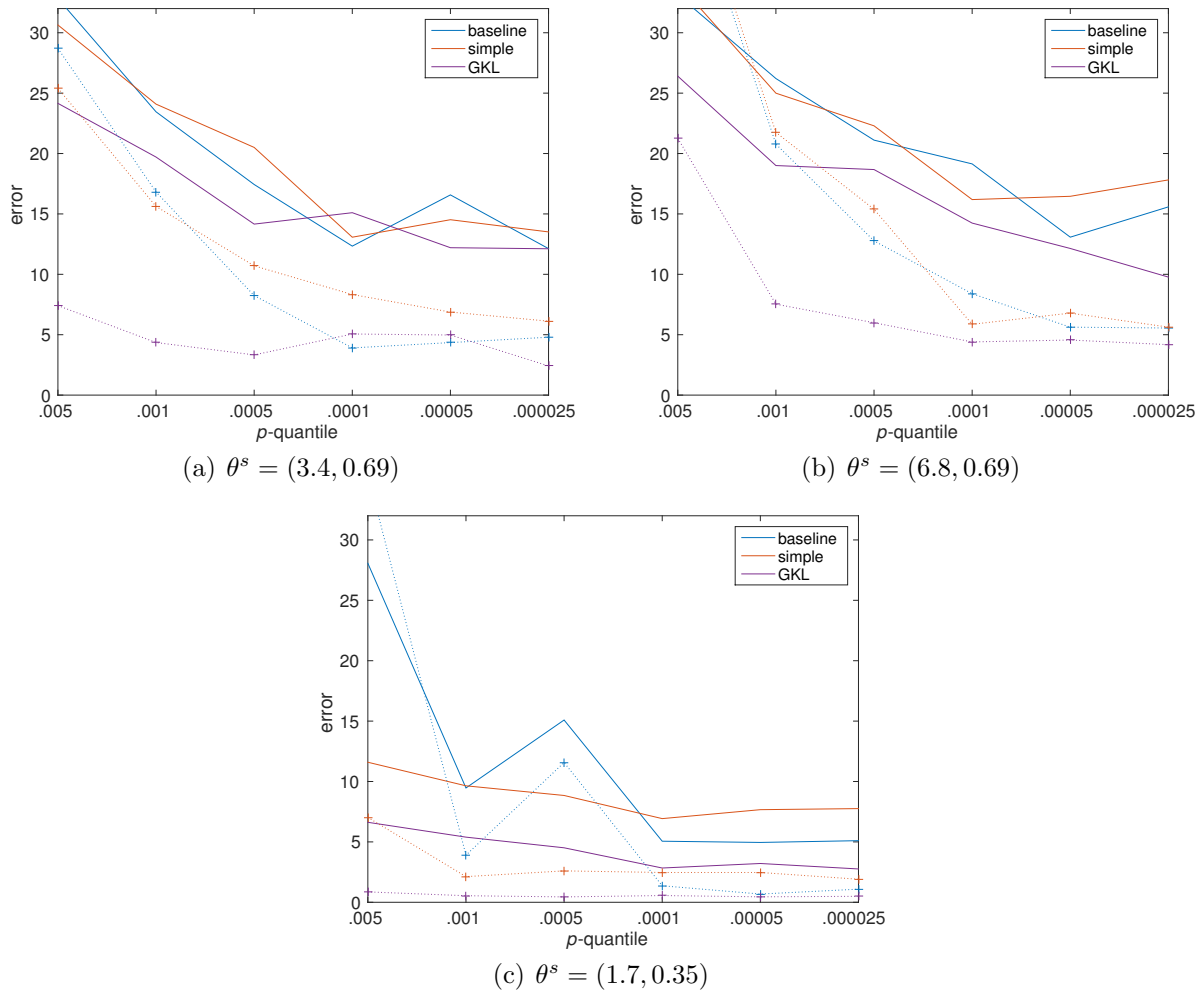 30
25
20
15
10
5
0
error
.005 .001 .0005 .0001 .00005 .000025
p-quantile
baseline
simple
GKL
(a) θ^s = (3.4, 0.69)
30
25
20
15
10
5
0
error
.005 .001 .0005 .0001 .00005 .000025
p-quantile
baseline
simple
GKL
(b) θ^s = (6.8, 0.69)
30
25
20
15
10
5
0
error
.005 .001 .0005 .0001 .00005 .000025
p-quantile
baseline
simple
GKL
(c) θ^s = (1.7, 0.35)